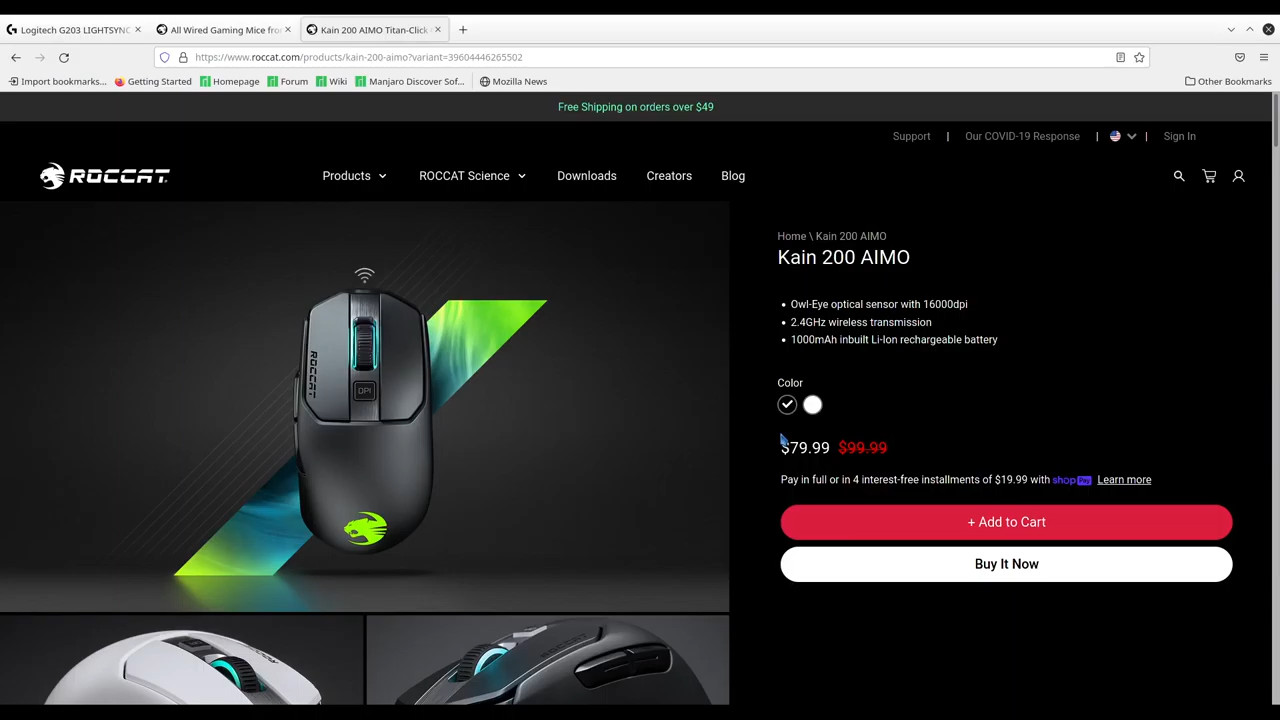 Logitech G203 LIGHTSYNC
All Wired Gaming Mice fro
Kain 200 AIMO Titan-Click
https://www.roccat.com/products/kain-200-aimo?variant=39604446265502
Import bookmarks...
Getting Started
Homepage
Forum
Wiki
Manjaro Discover Sof...
Mozilla News
Other Bookmarks
Free Shipping on orders over $49
Support | Our COVID-19 Response | | Sign In
ROCCAT
Products
ROCCAT Science
Downloads
Creators
Blog
ROCCAT
DPI
Home \ Kain 200 AIMO
Kain 200 AIMO
• Owl-Eye optical sensor with 16000dpi
• 2.4GHz wireless transmission
• 1000mAh inbuilt Li-Ion rechargeable battery
Color
$79.99 $99.99
Pay in full or in 4 interest-free installments of $19.99 with shop Pay Learn more
+ Add to Cart
Buy It Now